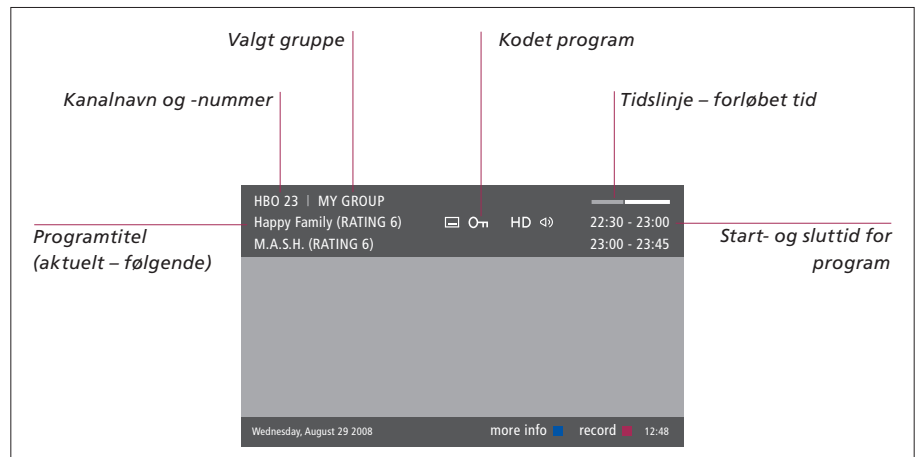 Valgt gruppe
Kodet program
Kanalnavn og -nummer
Tidslinje – forløbet tid
HBO 23 | MY GROUP
Happy Family (RATING 6) HD 22:30 - 23:00
M.A.S.H. (RATING 6) 23:00 - 23:45
Programtitel
(aktuelt – følgende)
Start- og sluttid for
program
Wednesday, August 29 2008 more info record 12:48